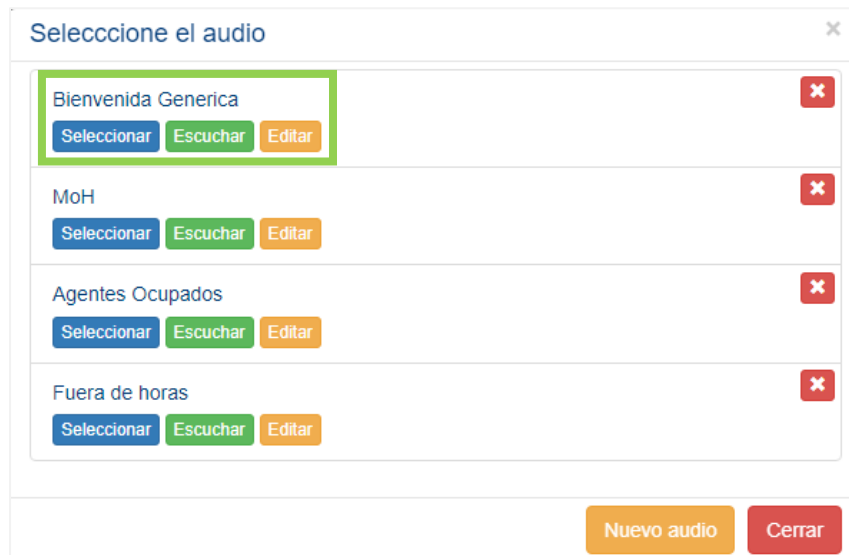 Selecccione el audio
Bienvenida Generica
Seleccionar Escuchar Editar
MoH
Seleccionar Escuchar Editar
Agentes Ocupados
Seleccionar Escuchar Editar
Fuera de horas
Seleccionar Escuchar Editar
Nuevo audio Cerrar